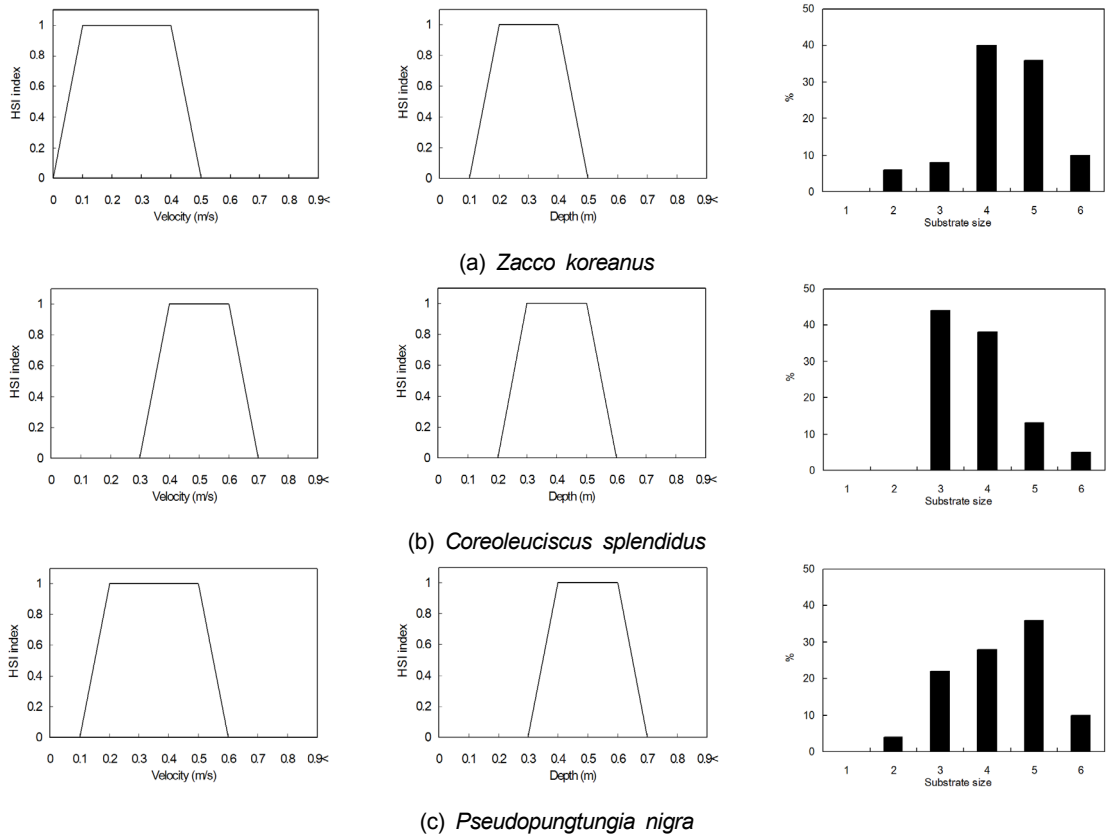 HSI index
1
0.8
0.6
0.4
0.2
0
0 0.1 0.2 0.3 0.4 0.5 0.6 0.7 0.8 0.9<
Velocity (m/s)
HSI index
1
0.8
0.6
0.4
0.2
0
0 0.1 0.2 0.3 0.4 0.5 0.6 0.7 0.8 0.9<
Depth (m)
%
50
40
30
20
10
0
1 2 3 4 5 6
Substrate size
(a) Zacco koreanus
HSI index
1
0.8
0.6
0.4
0.2
0
0 0.1 0.2 0.3 0.4 0.5 0.6 0.7 0.8 0.9<
Velocity (m/s)
HSI index
1
0.8
0.6
0.4
0.2
0
0 0.1 0.2 0.3 0.4 0.5 0.6 0.7 0.8 0.9<
Depth (m)
%
50
40
30
20
10
0
1 2 3 4 5 6
Substrate size
(b) Coreoleuciscus splendidus
HSI index
1
0.8
0.6
0.4
0.2
0
0 0.1 0.2 0.3 0.4 0.5 0.6 0.7 0.8 0.9<
Velocity (m/s)
HSI index
1
0.8
0.6
0.4
0.2
0
0 0.1 0.2 0.3 0.4 0.5 0.6 0.7 0.8 0.9<
Depth (m)
%
50
40
30
20
10
0
1 2 3 4 5 6
Substrate size
(c) Pseudopungtungia nigra